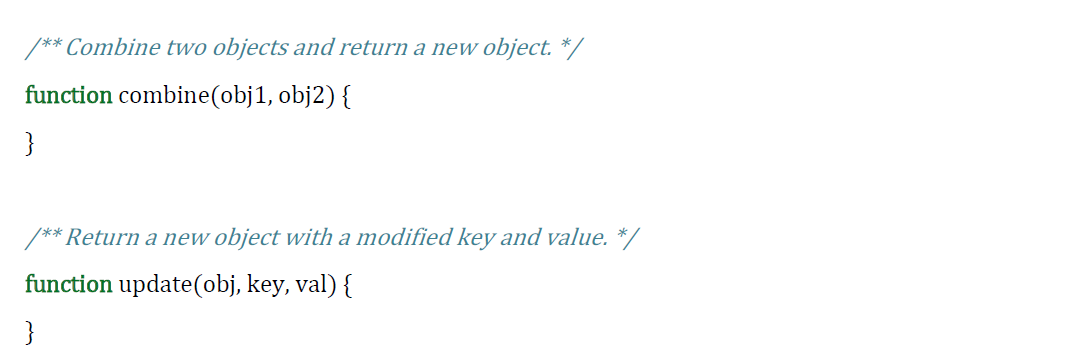 /** Combine two objects and return a new object. */
function combine(obj1, obj2) {
}
/** Return a new object with a modified key and value. */
function update(obj, key, val) {
}